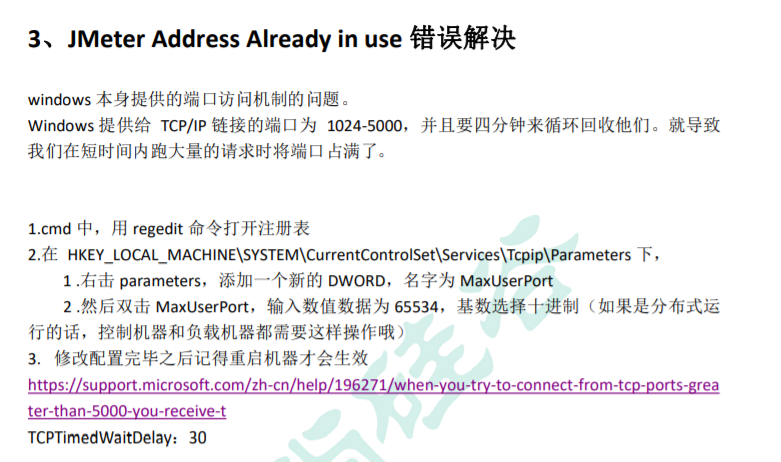 3、JMeter Address Already in use 错误解决
windows 本身提供的端口访问机制的问题。
Windows 提供给 TCP/IP 链接的端口为 1024-5000，并且要四分钟来循环回收他们。就导致
我们在短时间内跑大量的请求时将端口占满了。
1.cmd 中，用 regedit 命令打开注册表
2.在 HKEY_LOCAL_MACHINE\SYSTEM\CurrentControlSet\Services\Tcpip\Parameters 下，
1 .右击 parameters，添加一个新的 DWORD，名字为 MaxUserPort
2 .然后双击 MaxUserPort，输入数值数据为 65534，基数选择十进制（如果是分布式运
行的话，控制机器和负载机器都需要这样操作哦）
3. 修改配置完毕之后记得重启机器才会生效
https://support.microsoft.com/zh-cn/help/196271/when-you-try-to-connect-from-tcp-ports-grea
ter-than-5000-you-receive-t
TCPTimedWaitDelay：30
硅谷